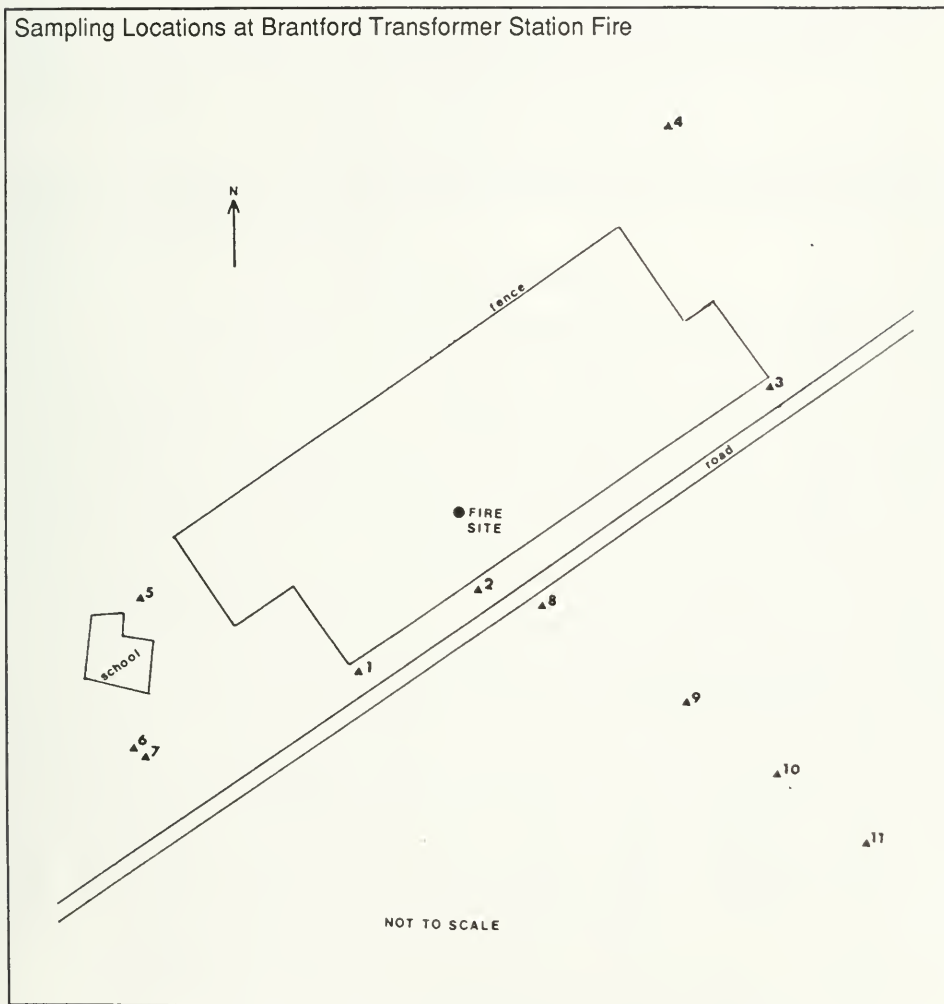 Sampling Locations at Brantford Transformer Station Fire
4
N
fence
3
road
FIRE
SITE
2
5
8
school
1
9
6
7
10
11
NOT TO SCALE